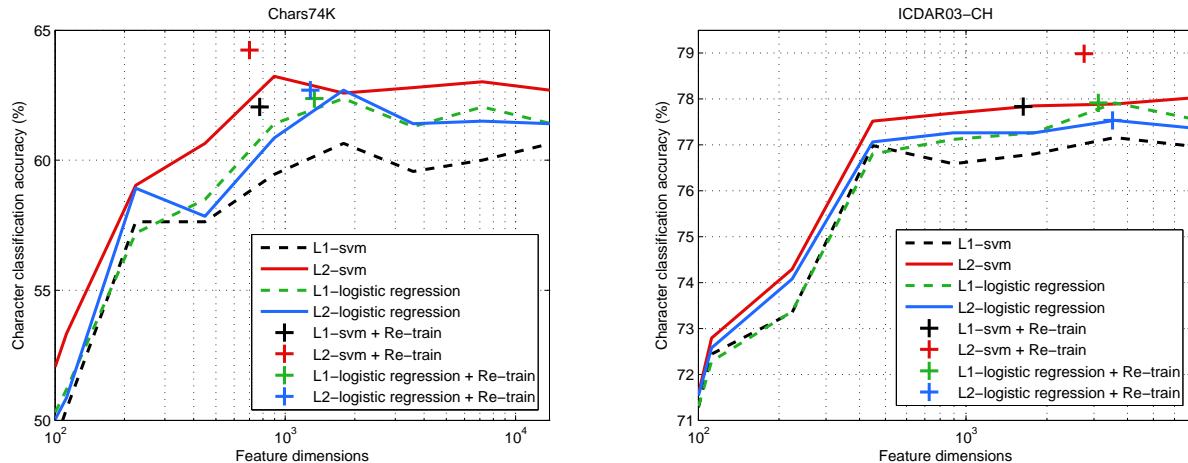 Chars74K
65
60
55
50
Character classification accuracy (%)
10^2
10^3
10^4
Feature dimensions
L1−svm
L2−svm
L1−logistic regression
L2−logistic regression
L1−svm + Re−train
L2−svm + Re−train
L1−logistic regression + Re−train
L2−logistic regression + Re−train
ICDAR03−CH
79
78
77
76
75
74
73
72
71
Character classification accuracy (%)
10^2
10^3
Feature dimensions
L1−svm
L2−svm
L1−logistic regression
L2−logistic regression
L1−svm + Re−train
L2−svm + Re−train
L1−logistic regression + Re−train
L2−logistic regression + Re−train